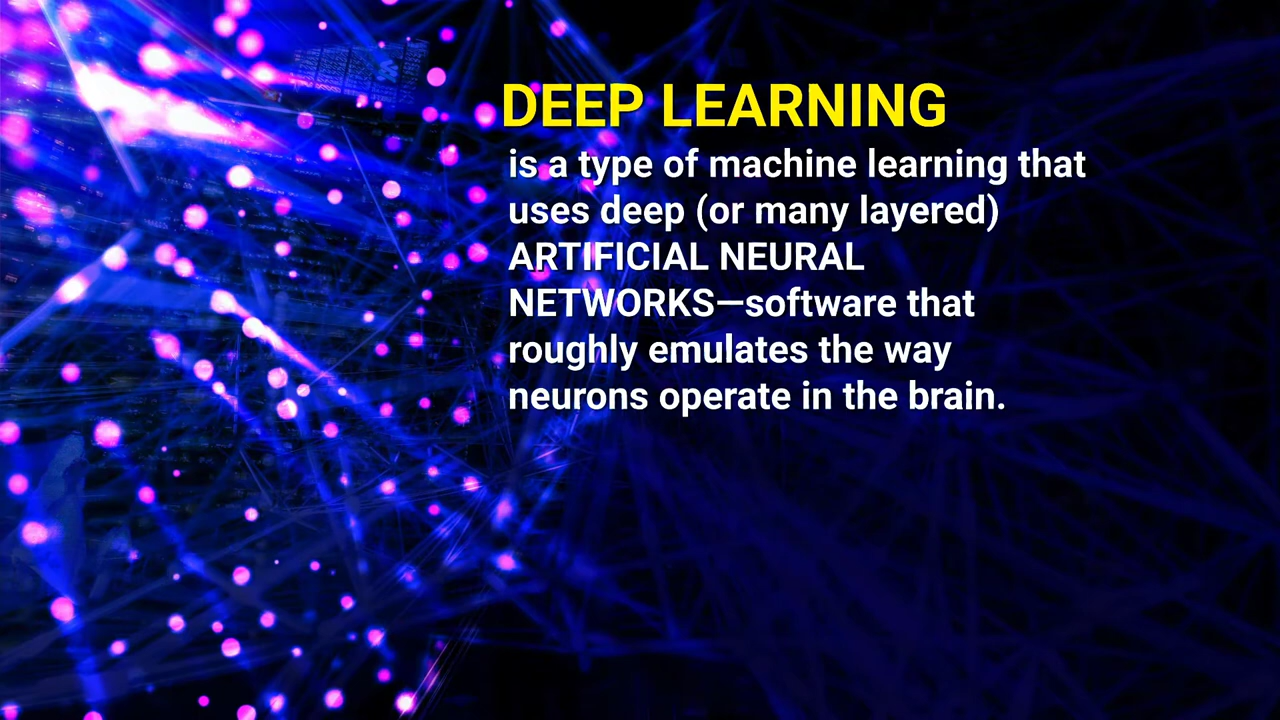 DEEP LEARNING
is a type of machine learning that
uses deep (or many layered)
ARTIFICIAL NEURAL
NETWORKS—software that
roughly emulates the way
neurons operate in the brain.